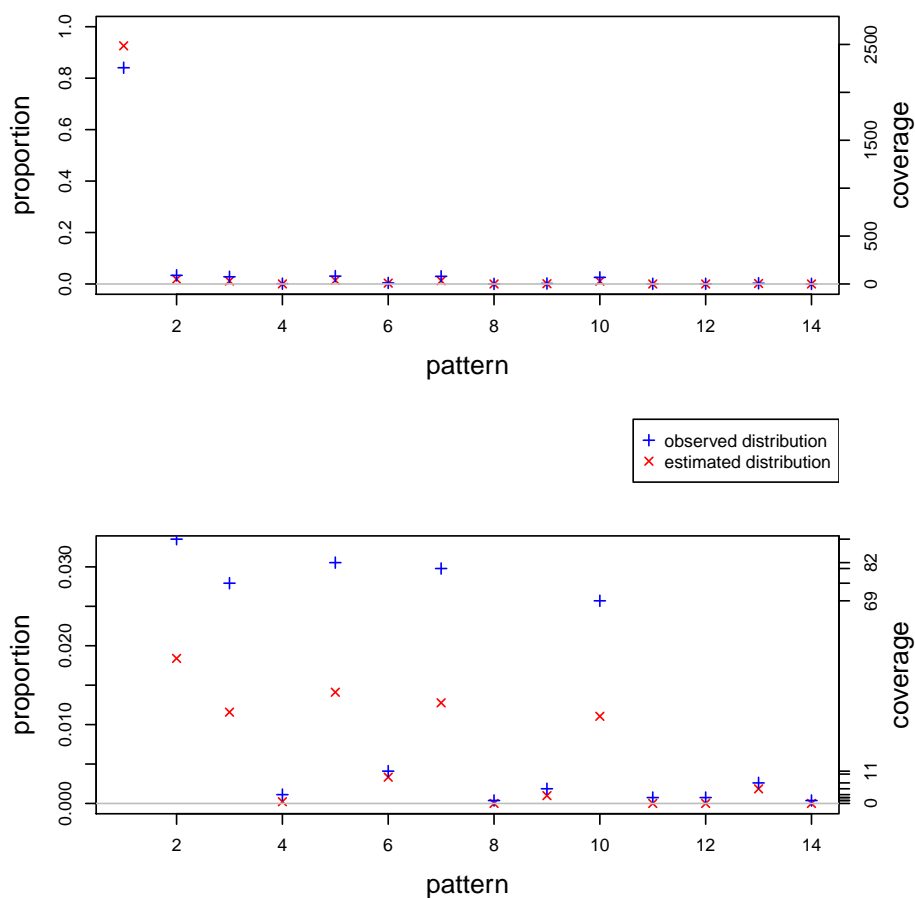 1.0
0.8
0.6
0.4
0.2
0.0
proportion
2500
1500
500
0
coverage
2 4 6 8 10 12 14
pattern
observed distribution
estimated distribution
0.030
0.020
0.010
0.000
proportion
82
69
11
0
coverage
2 4 6 8 10 12 14
pattern